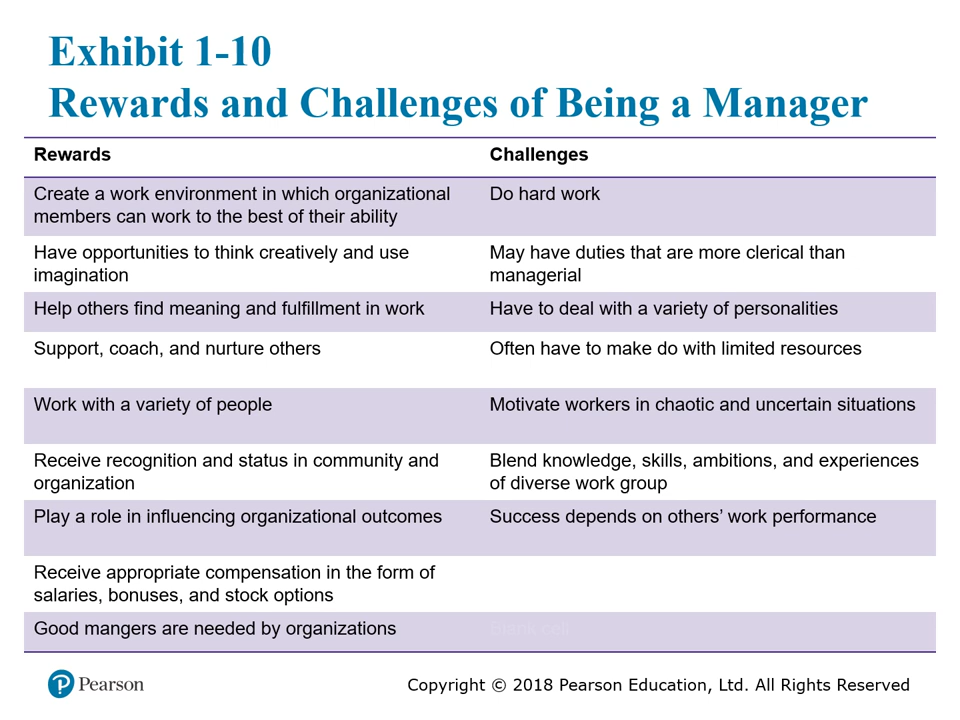 Exhibit 1-10
Rewards and Challenges of Being a Manager
Rewards
Challenges
Create a work environment in which organizational
members can work to the best of their ability
Do hard work
Have opportunities to think creatively and use
imagination
May have duties that are more clerical than
managerial
Help others find meaning and fulfillment in work
Have to deal with a variety of personalities
Support, coach, and nurture others
Often have to make do with limited resources
Work with a variety of people
Motivate workers in chaotic and uncertain situations
Receive recognition and status in community and
organization
Blend knowledge, skills, ambitions, and experiences
of diverse work group
Play a role in influencing organizational outcomes
Success depends on others’ work performance
Receive appropriate compensation in the form of
salaries, bonuses, and stock options
Good mangers are needed by organizations
Blank cell
Pearson
Copyright © 2018 Pearson Education, Ltd. All Rights Reserved